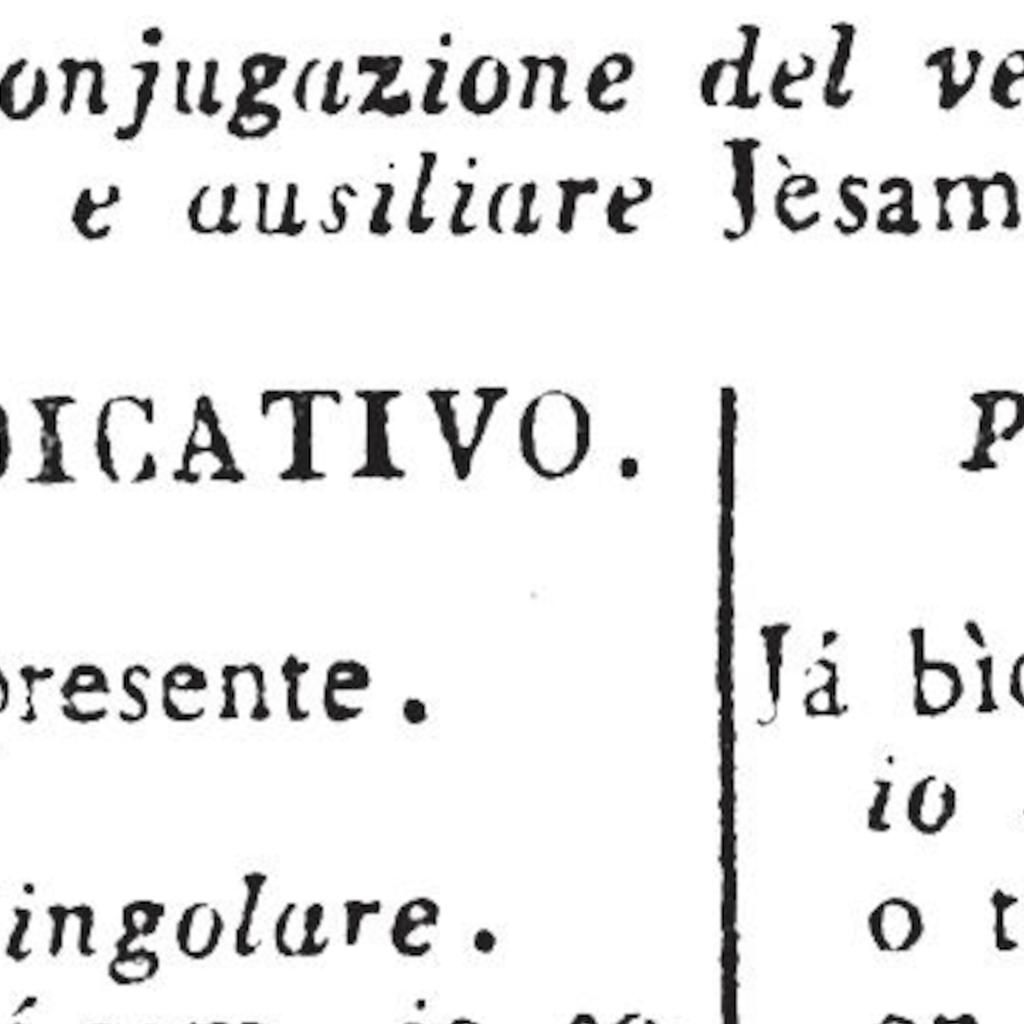 onjugazione del ve
e ausiliare Jèsam
DICATIVO.
presente.
ingolare.
P
Já bìo
io
o t